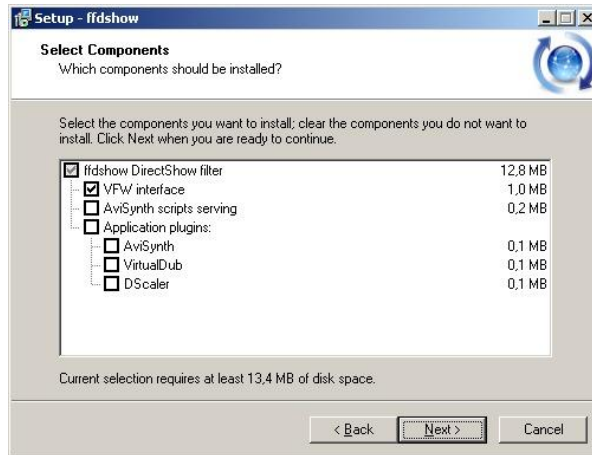 Setup - ffdshow
Select Components
Which components should be installed?
Select the components you want to install; clear the components you do not want to
install. Click Next when you are ready to continue.
ffdshow DirectShow filter 12,8 MB
VFW interface 1,0 MB
AviSynth scripts serving 0,2 MB
Application plugins:
AviSynth 0,1 MB
VirtualDub 0,1 MB
DScaler 0,1 MB
Current selection requires at least 13,4 MB of disk space.
< Back Next > Cancel